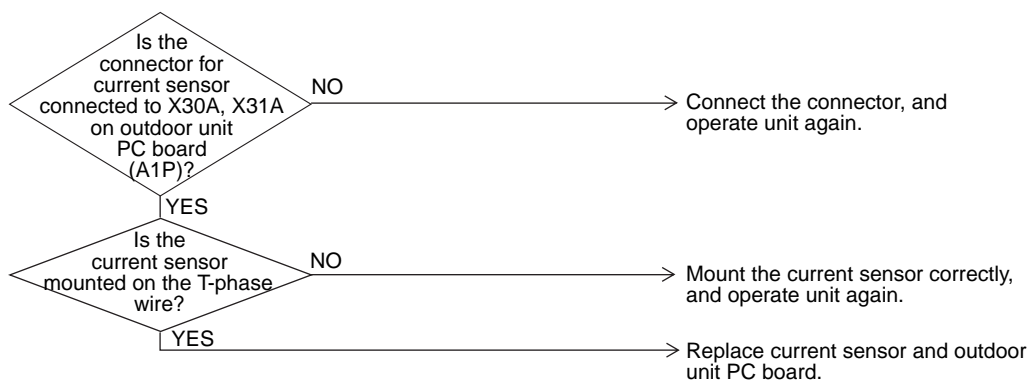 Is the
connector for
current sensor
connected to X30A, X31A
on outdoor unit
PC board
(A1P)?
NO
Connect the connector, and
operate unit again.
YES
Is the
current sensor
mounted on the T-phase
wire?
NO
Mount the current sensor correctly,
and operate unit again.
YES
Replace current sensor and outdoor
unit PC board.